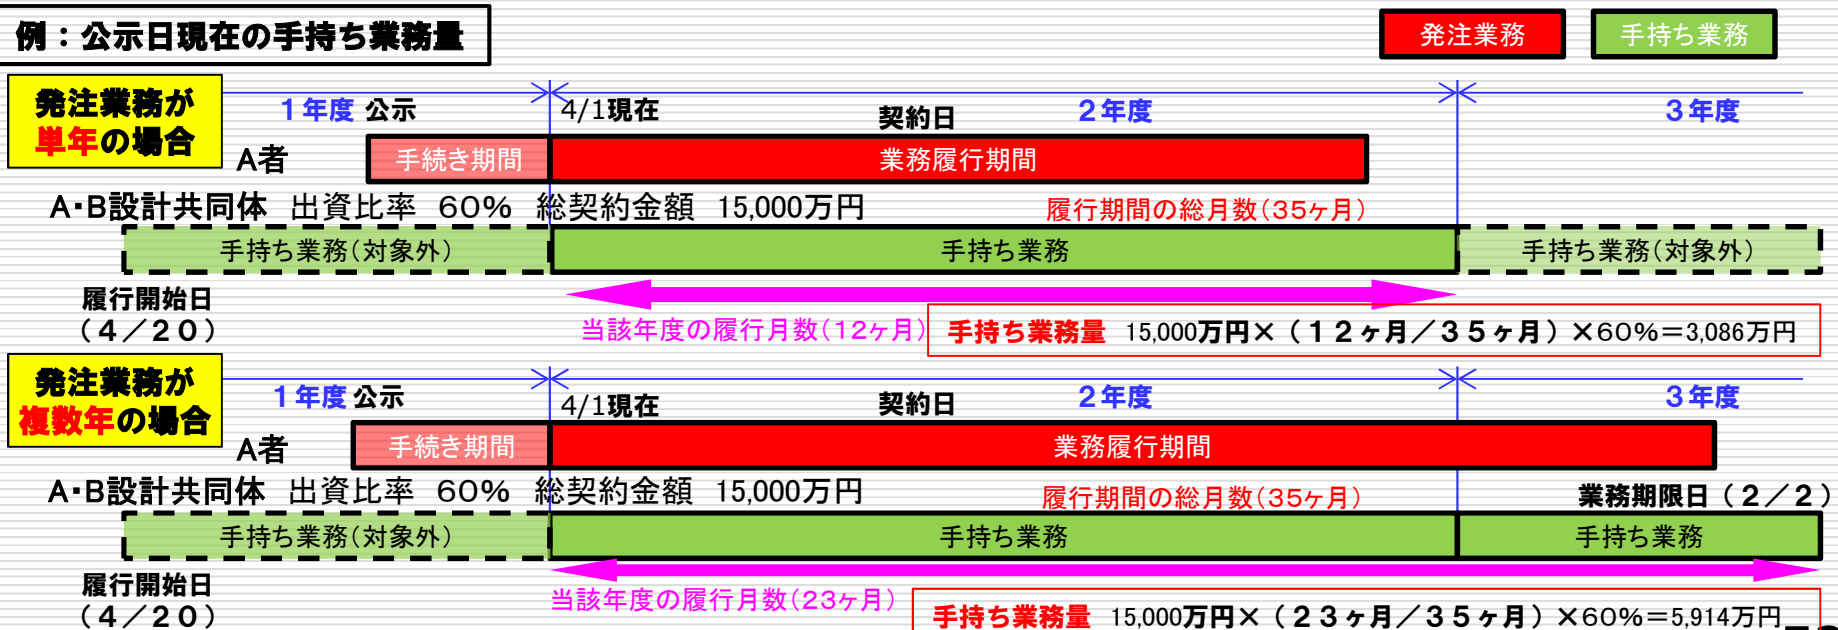 例：公示日現在の手持ち業務量
発注業務
手持ち業務
発注業務が
単年の場合
１年度 公示
4/1現在
契約日
２年度
３年度
A者
手続き期間
業務履行期間
A・B設計共同体 出資比率 60% 総契約金額 15,000万円
履行期間の総月数(35ヶ月)
手持ち業務(対象外)
手持ち業務
手持ち業務(対象外)
履行開始日
（４／２０）
当該年度の履行月数(12ヶ月)
手持ち業務量 15,000万円×（１２ヶ月／３５ヶ月）×60%＝3,086万円
発注業務が
複数年の場合
１年度 公示
4/1現在
契約日
２年度
３年度
A者
手続き期間
業務履行期間
A・B設計共同体 出資比率 60% 総契約金額 15,000万円
履行期間の総月数(35ヶ月)
業務期限日（２／２）
手持ち業務(対象外)
手持ち業務
手持ち業務
履行開始日
（４／２０）
当該年度の履行月数(23ヶ月)
手持ち業務量 15,000万円×（２３ヶ月／３５ヶ月）×60%＝5,914万円